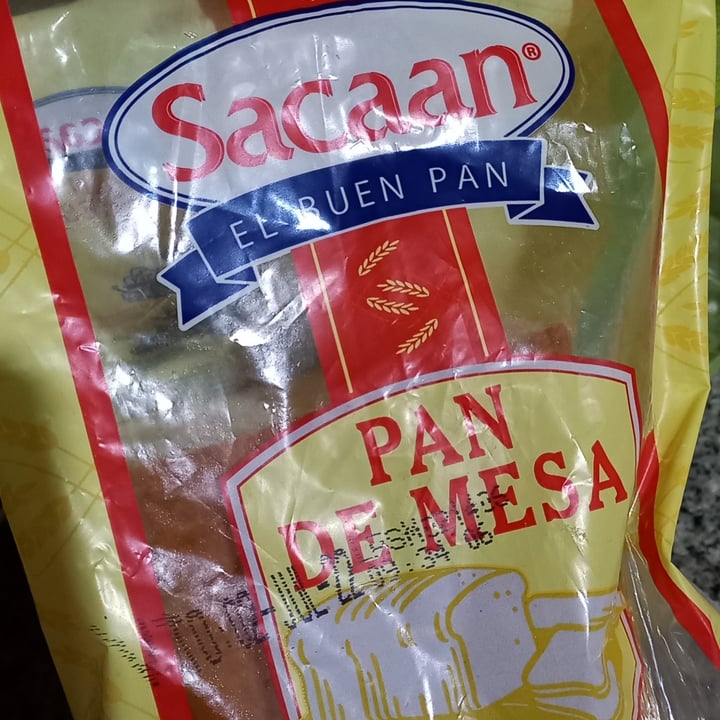 Sacaan®
EL BUEN PAN
PAN
DE MESA